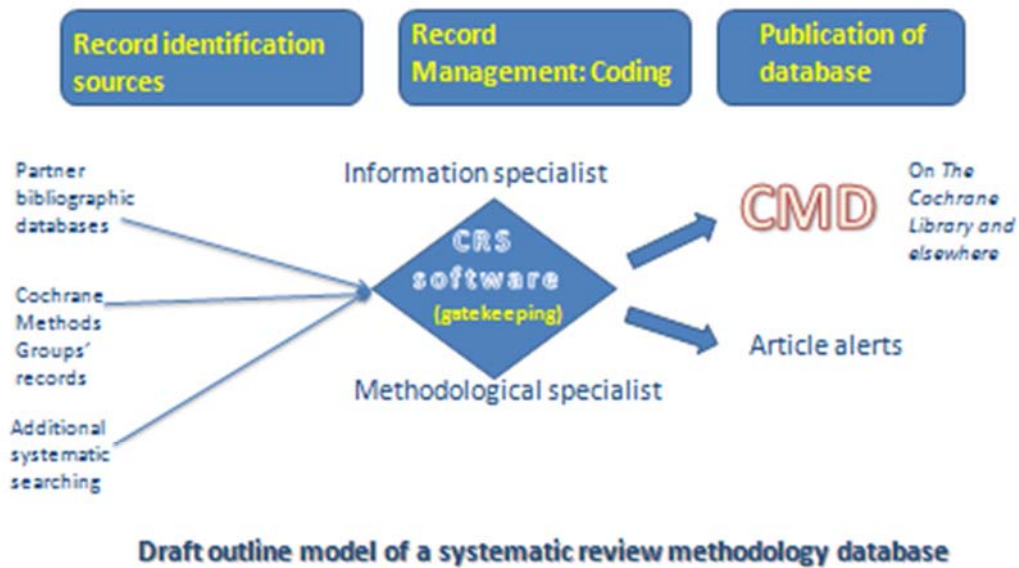 Record identification
sources
Record
Management: Coding
Publication of
database
Partner
bibliographic
databases
Cochrane
Methods
Groups’
records
Additional
systematic
searching
Information specialist
CRS
software
(gatekeeping)
Methodological specialist
CMD
On The
Cochrane
Library and
elsewhere
Article alerts
Draft outline model of a systematic review methodology database